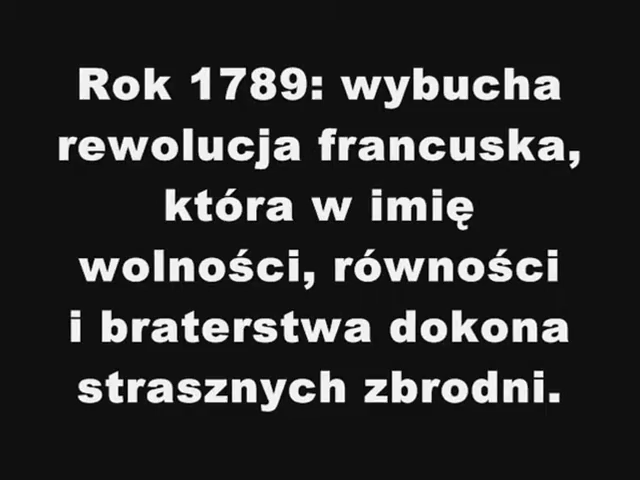 Rok 1789: wybucha
rewolucja francuska,
która w imię
wolności, równości
i braterstwa dokona
strasznych zbrodni.